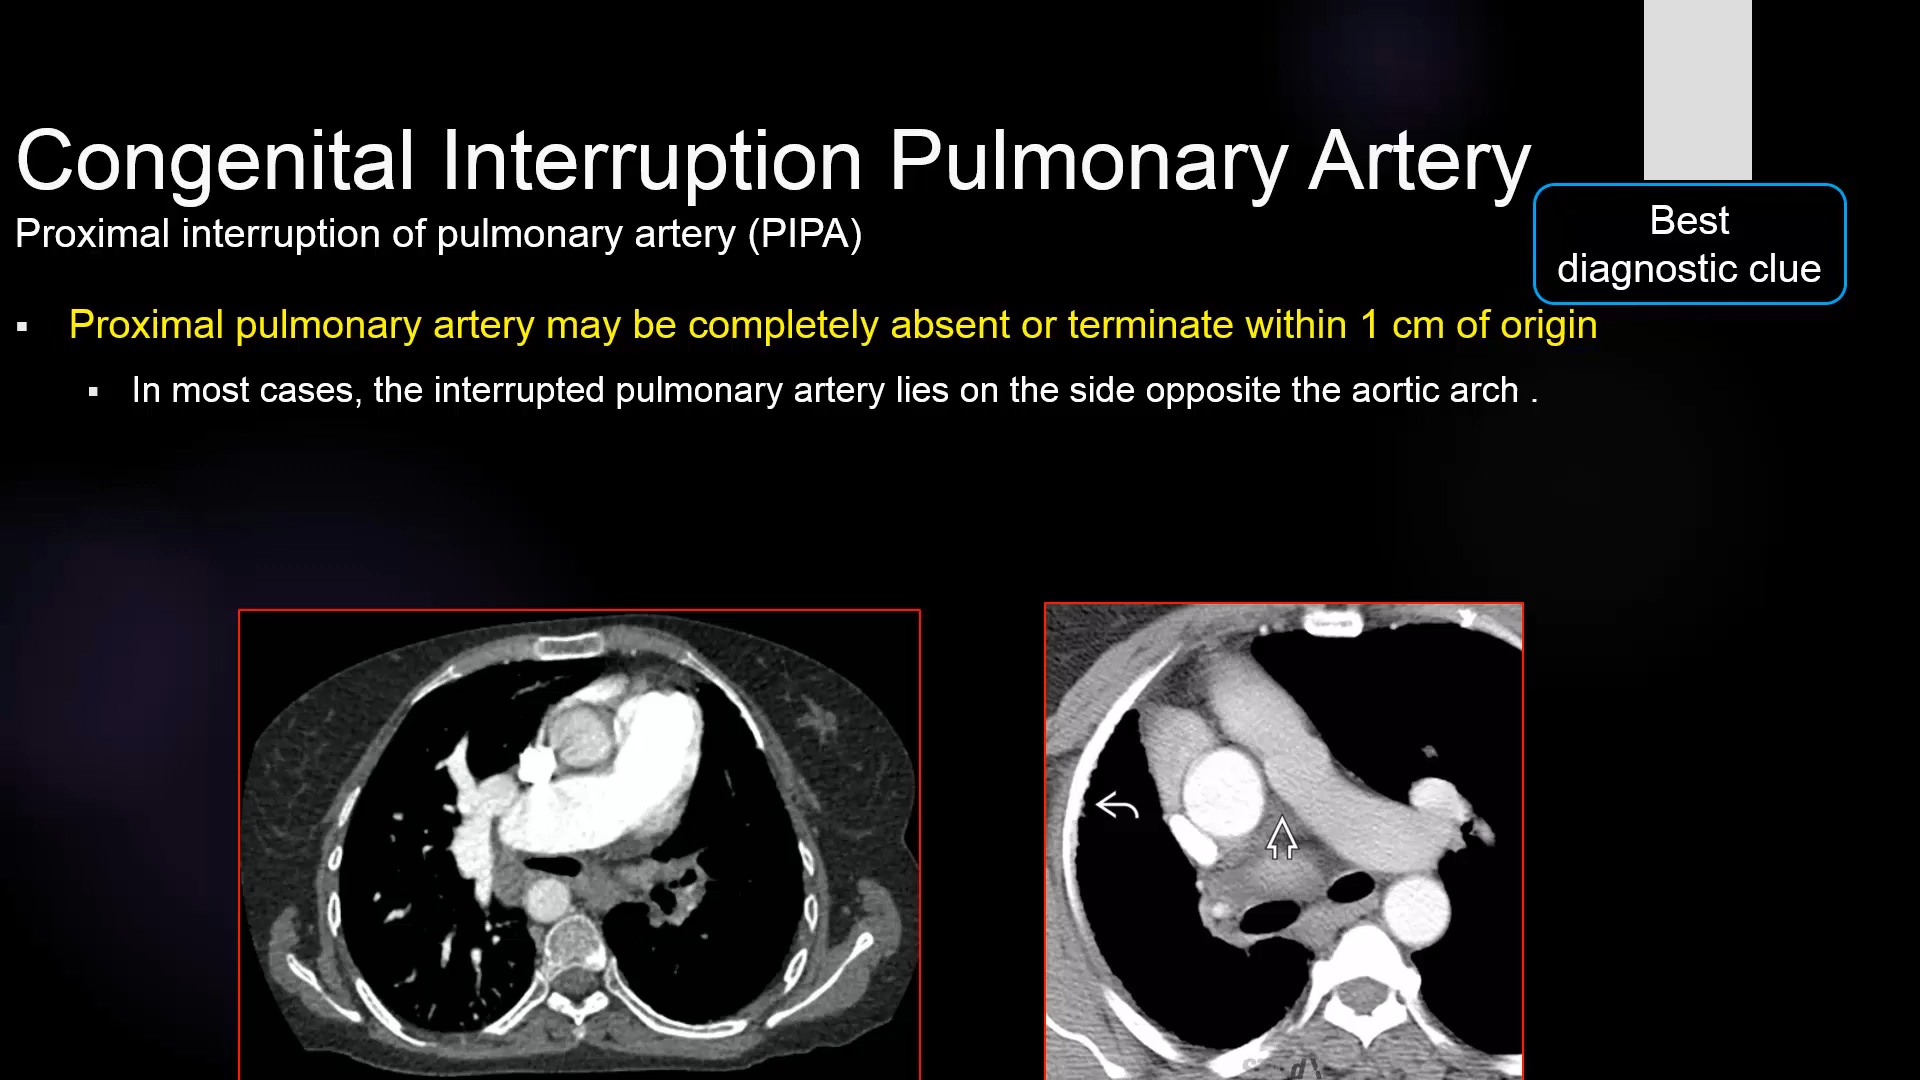 Congenital Interruption Pulmonary Artery
Proximal interruption of pulmonary artery (PIPA)
Best
diagnostic clue
▪ Proximal pulmonary artery may be completely absent or terminate within 1 cm of origin
▪ In most cases, the interrupted pulmonary artery lies on the side opposite the aortic arch .